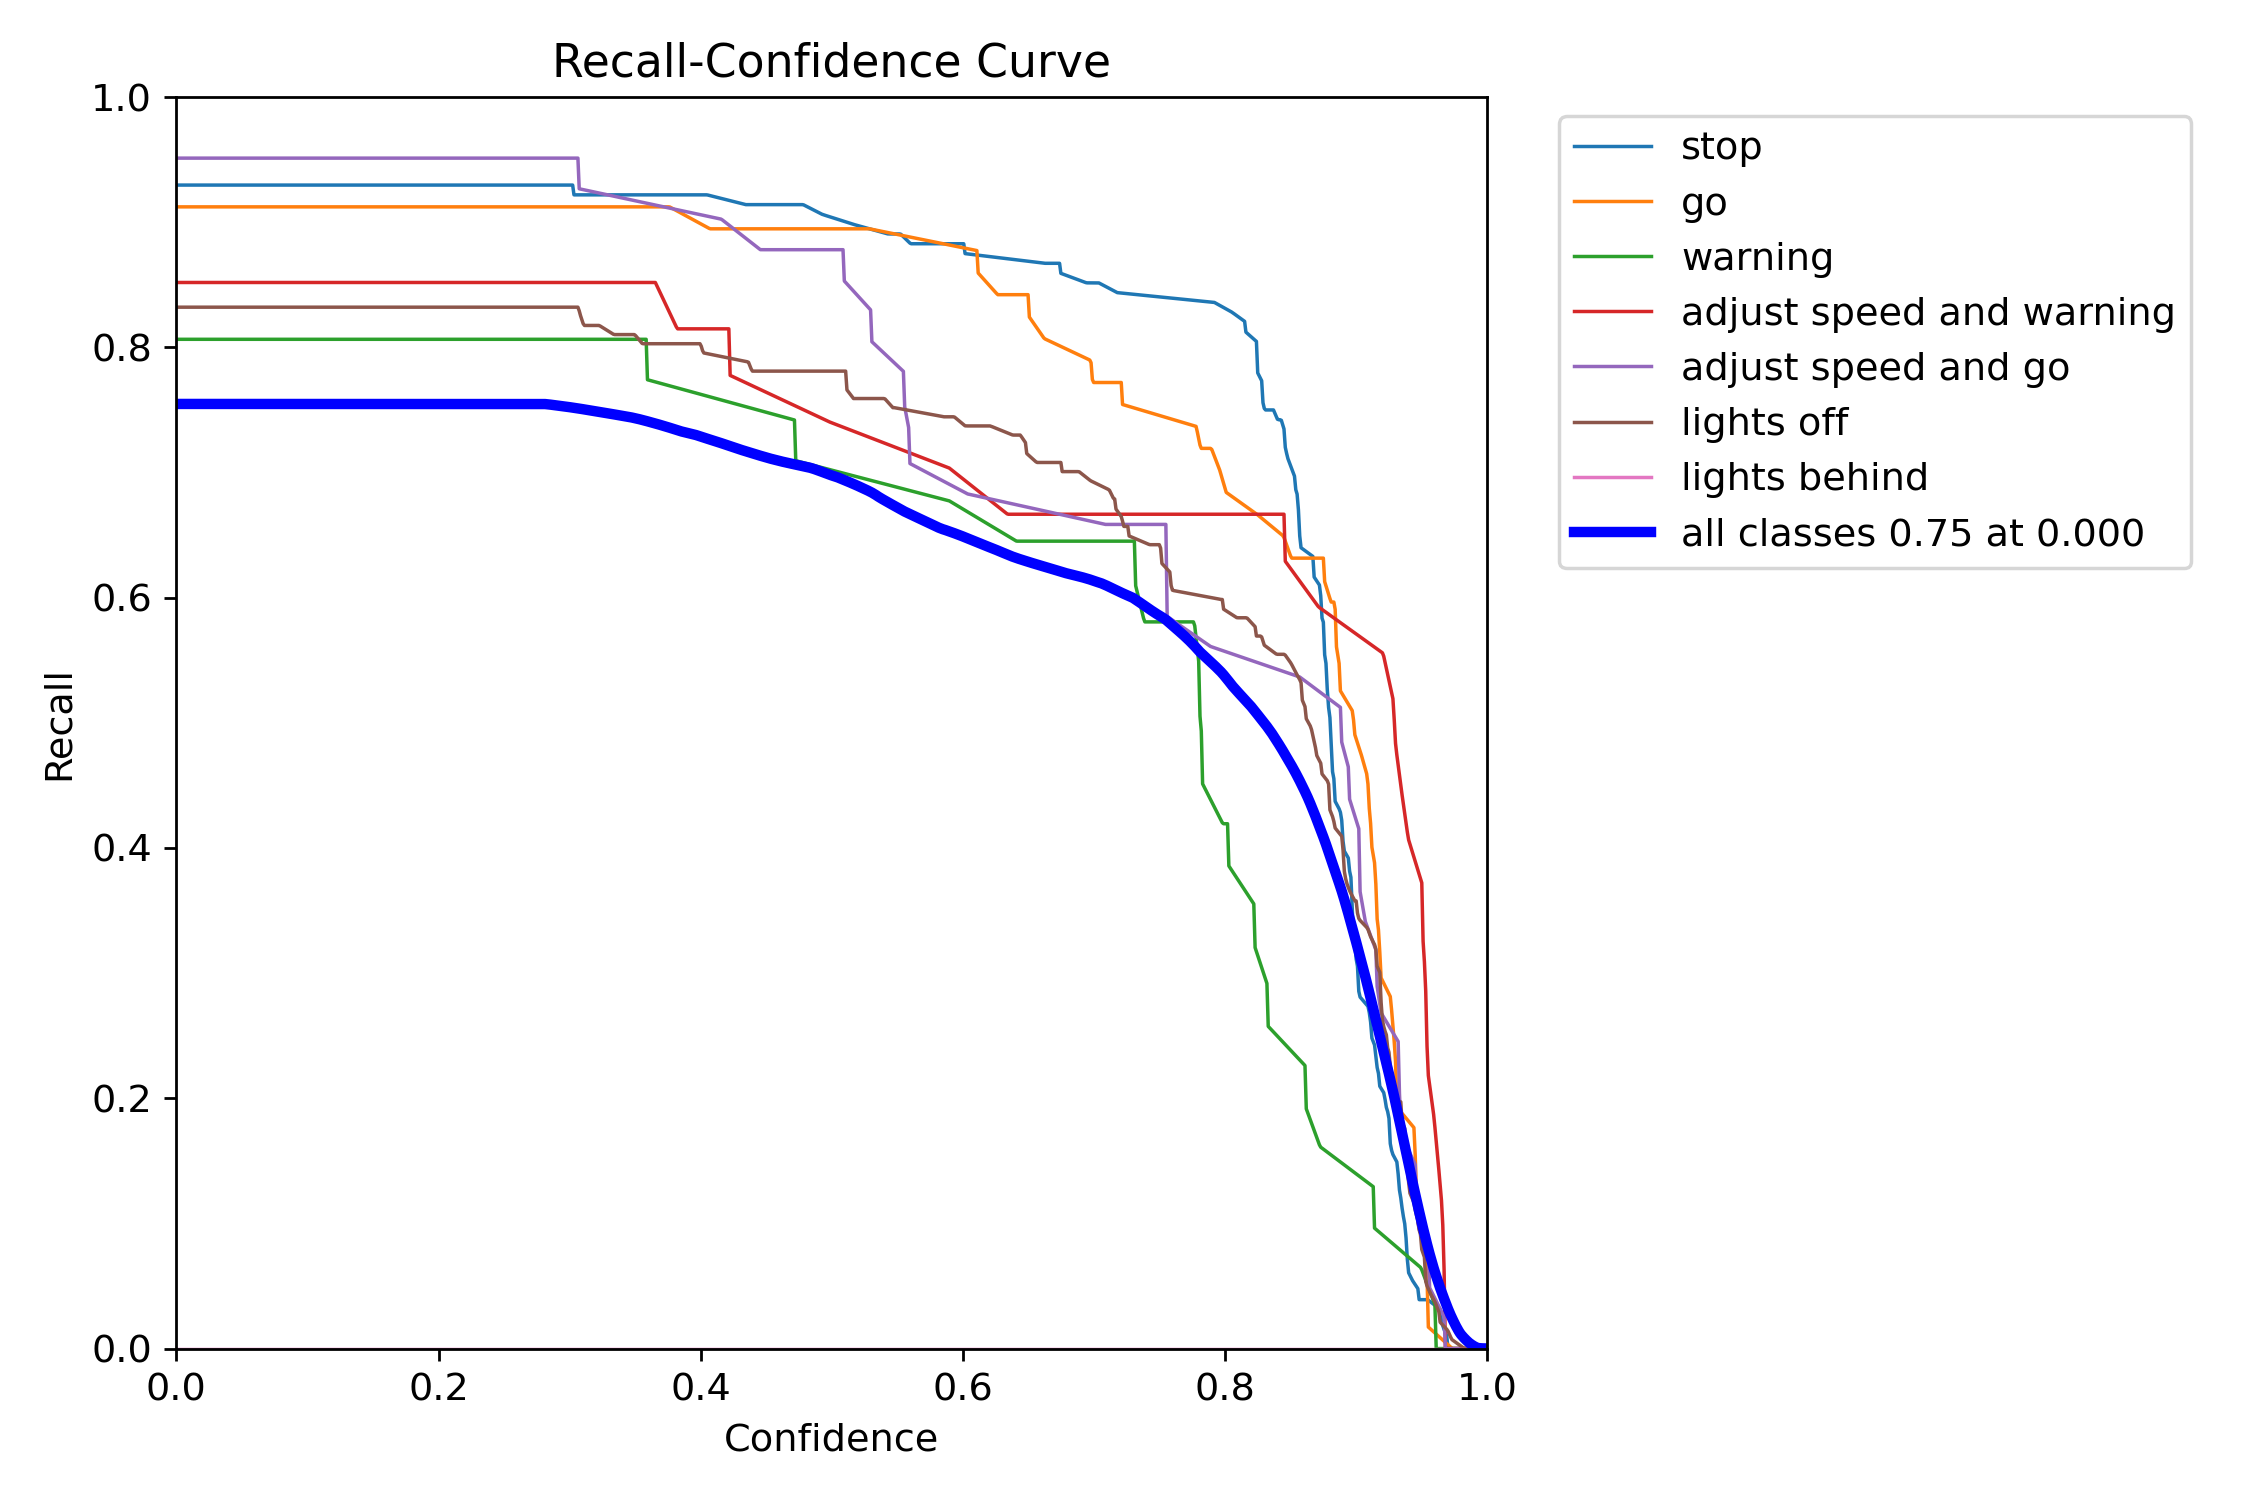 Recall-Confidence Curve
1.0
0.8
0.6
0.4
0.2
0.0
Recall
0.0 0.2 0.4 0.6 0.8 1.0
Confidence
stop
go
warning
adjust speed and warning
adjust speed and go
lights off
lights behind
all classes 0.75 at 0.000